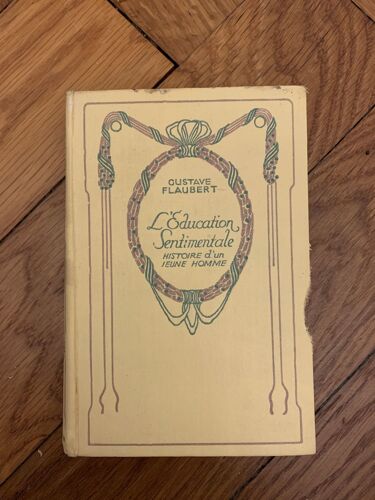 GUSTAVE
FLAUBERT
L'Éducation
Sentimentale
HISTOIRE d'un
JEUNE HOMME